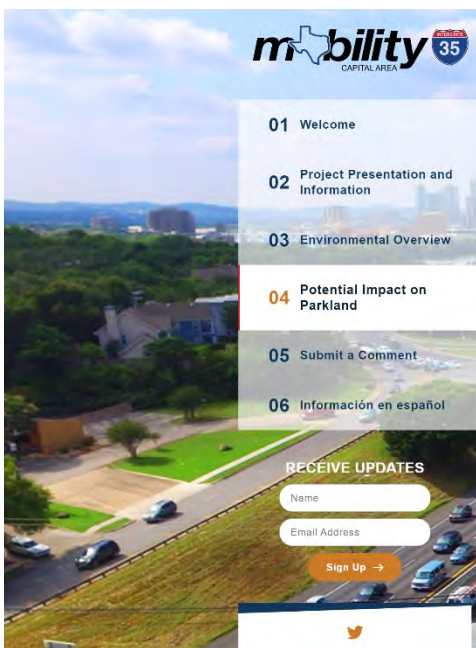 mobility
CAPITAL AREA
INTERSTATE
35
01 Welcome
02 Project Presentation and
Information
03 Environmental Overview
04 Potential Impact on
Parkland
05 Submit a Comment
06 Información en español
RECEIVE UPDATES
Name
Email Address
Sign Up →